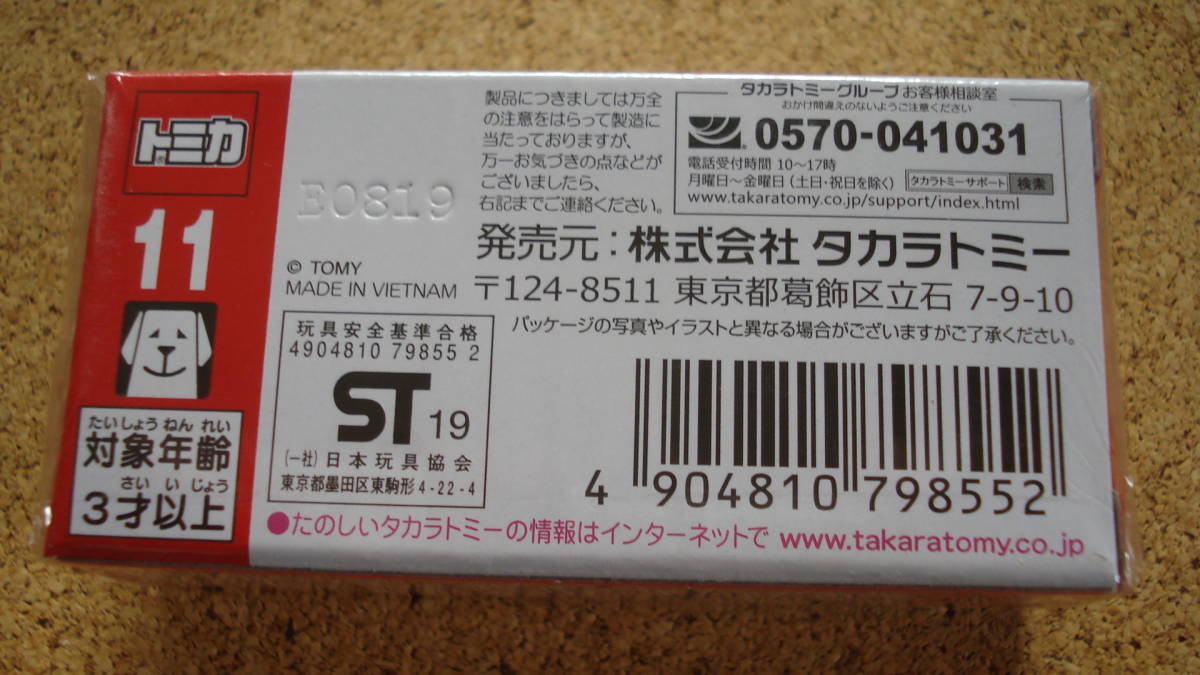 トミカ
11
たいしょうねんれい
対象年齢
さいいじょう
3才以上
E0819
© TOMY
MADE IN VIETNAM
玩具安全基準合格
4904810 79855 2
ST 19
(一社)日本玩具協会
東京都墨田区東駒形4-22-4
製品につきましては万全
の注意をはらって製造に
当たっておりますが、
万一お気づきの点などが
ございましたら、
右記までご連絡ください。
タカラトミーグループお客様相談室
おかけ間違えのないようご注意ください
0570-041031
電話受付時間 10~17時
月曜日~金曜日(土日・祝日を除く) タカラトミーサポート 検索
www.takaratomy.co.jp/support/index.html
発売元:株式会社 タカラトミー
〒124-8511 東京都葛飾区立石 7-9-10
パッケージの写真やイラストと異なる場合がございますがご了承ください。
4 904810 798552
●たのしいタカラトミーの情報はインターネットで www.takaratomy.co.jp